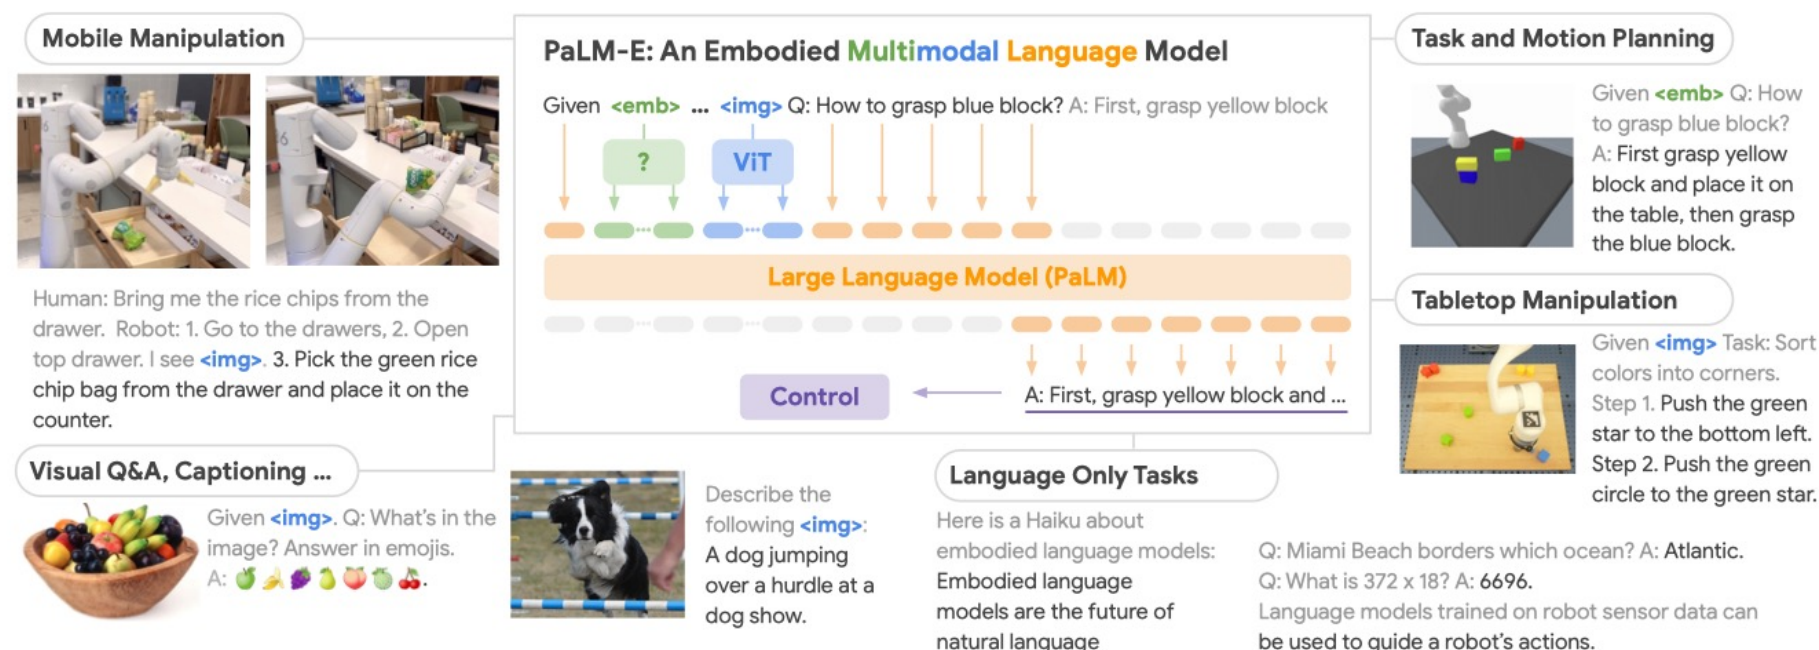 Mobile Manipulation
Human: Bring me the rice chips from the
drawer. Robot: 1. Go to the drawers, 2. Open
top drawer. I see <img>. 3. Pick the green rice
chip bag from the drawer and place it on the
counter.
PaLM-E: An Embodied Multimodal Language Model
Given <emb> ... <img> Q: How to grasp blue block? A: First, grasp yellow block
?
ViT
Large Language Model (PaLM)
Control
A: First, grasp yellow block and ...
Task and Motion Planning
Given <emb> Q: How
to grasp blue block?
A: First grasp yellow
block and place it on
the table, then grasp
the blue block.
Tabletop Manipulation
Given <img> Task: Sort
colors into corners.
Step 1. Push the green
star to the bottom left.
Step 2. Push the green
circle to the green star.
Visual Q&A, Captioning ...
Given <img>. Q: What's in the
image? Answer in emojis.
A: 🍏🍌🍇🍐🍑🍈🍒.
Describe the
following <img>:
A dog jumping
over a hurdle at a
dog show.
Language Only Tasks
Here is a Haiku about
embodied language models:
Embodied language
models are the future of
natural language
Q: Miami Beach borders which ocean? A: Atlantic.
Q: What is 372 x 18? A: 6696.
Language models trained on robot sensor data can
be used to guide a robot's actions.